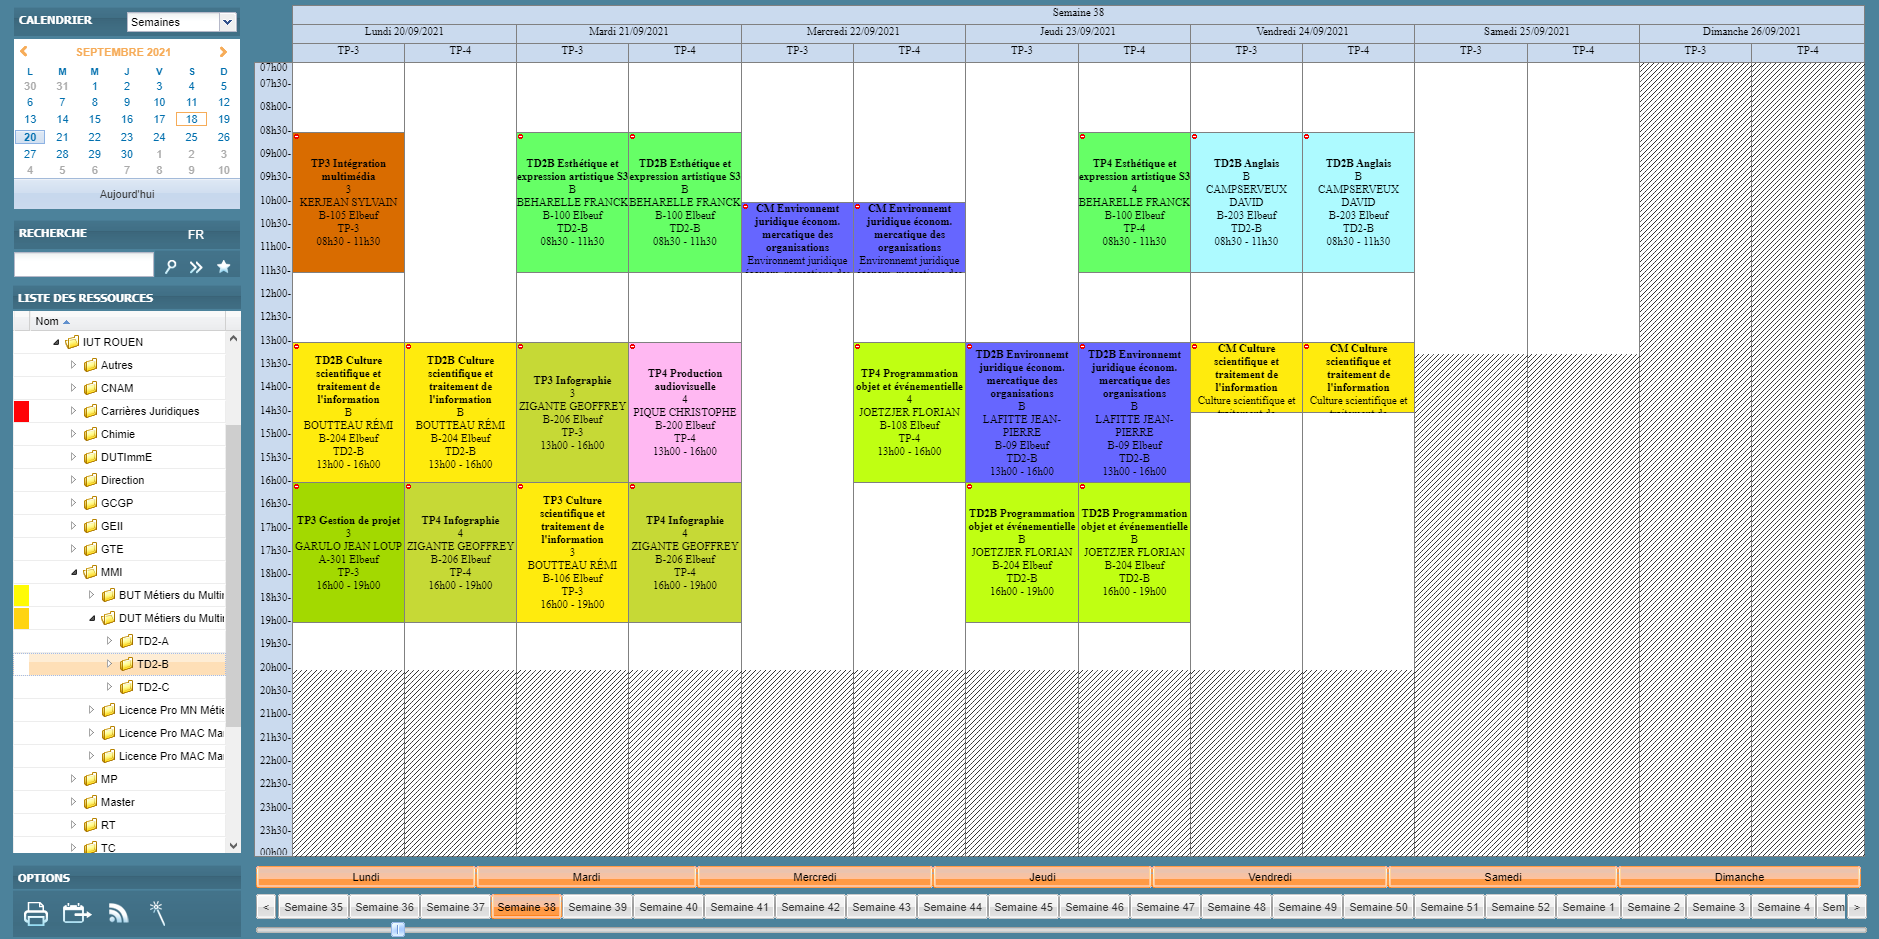 CALENDRIER
Semaines
SEPTEMBRE 2021
L M M J V S D
30 31 1 2 3 4 5
6 7 8 9 10 11 12
13 14 15 16 17 18 19
20 21 22 23 24 25 26
27 28 29 30 1 2 3
4 5 6 7 8 9 10
Aujourd'hui
RECHERCHE FR
LISTE DES RESSOURCES
Nom
IUT ROUEN
Autres
CNAM
Carrières Juridiques
Chimie
DUTImmE
Direction
GCGP
GEII
GTE
MMI
BUT Métiers du Multim
DUT Métiers du Multim
TD2-A
TD2-B
TD2-C
Licence Pro MN Métie
Licence Pro MAC Ma
Licence Pro MAC Ma
MP
Master
RT
TC
OPTIONS
Semaine 38
Lundi 20/09/2021 Mardi 21/09/2021 Mercredi 22/09/2021 Jeudi 23/09/2021 Vendredi 24/09/2021 Samedi 25/09/2021 Dimanche 26/09/2021
TP-3 TP-4 TP-3 TP-4 TP-3 TP-4 TP-3 TP-4 TP-3 TP-4 TP-3 TP-4 TP-3 TP-4
07h00
07h30-
08h00-
08h30-
09h00-
09h30-
10h00-
10h30-
11h00-
11h30-
12h00-
12h30-
13h00-
13h30-
14h00-
14h30-
15h00-
15h30-
16h00-
16h30-
17h00-
17h30-
18h00-
18h30-
19h00-
19h30-
20h00-
20h30-
21h00-
21h30-
22h00-
22h30-
23h00-
23h30-
00h00
TP3 Intégration
multimédia
3
KERJEAN SYLVAIN
B-105 Elbeuf
TP-3
08h30 - 11h30
TD2B Culture
scientifique et
traitement de
l'information
B
BOUTTEAU RÉMI
B-204 Elbeuf
TD2-B
13h00 - 16h00
TP3 Gestion de projet
3
GARULO JEAN LOUP
A-301 Elbeuf
TP-3
16h00 - 19h00
TD2B Culture
scientifique et
traitement de
l'information
B
BOUTTEAU RÉMI
B-204 Elbeuf
TD2-B
13h00 - 16h00
TP4 Infographie
4
ZIGANTE GEOFFREY
B-206 Elbeuf
TP-4
16h00 - 19h00
TD2B Esthétique et
expression artistique S3
B
BEHARELLE FRANCK
B-100 Elbeuf
TD2-B
08h30 - 11h30
TP3 Infographie
3
ZIGANTE GEOFFREY
B-206 Elbeuf
TP-3
13h00 - 16h00
TP3 Culture
scientifique et
traitement de
l'information
3
BOUTTEAU RÉMI
B-106 Elbeuf
TP-3
16h00 - 19h00
TD2B Esthétique et
expression artistique S3
B
BEHARELLE FRANCK
B-100 Elbeuf
TD2-B
08h30 - 11h30
TP4 Production
audiovisuelle
4
PIQUE CHRISTOPHE
B-200 Elbeuf
TP-4
13h00 - 16h00
TP4 Infographie
4
ZIGANTE GEOFFREY
B-206 Elbeuf
TP-4
16h00 - 19h00
CM Environnemt
juridique économ.
mercatique des
organisations
Environnemt juridique
économ. mercatique des
CM Environnemt
juridique économ.
mercatique des
organisations
Environnemt juridique
économ. mercatique des
TP4 Programmation
objet et événementielle
4
JOETZJER FLORIAN
B-108 Elbeuf
TP-4
13h00 - 16h00
TD2B Environnemt
juridique économ.
mercatique des
organisations
B
LAFITTE JEAN-
PIERRE
B-09 Elbeuf
TD2-B
13h00 - 16h00
TD2B Programmation
objet et événementielle
B
JOETZJER FLORIAN
B-204 Elbeuf
TD2-B
16h00 - 19h00
TP4 Esthétique et
expression artistique S3
4
BEHARELLE FRANCK
B-100 Elbeuf
TP-4
08h30 - 11h30
TD2B Environnemt
juridique économ.
mercatique des
organisations
B
LAFITTE JEAN-
PIERRE
B-09 Elbeuf
TD2-B
13h00 - 16h00
TD2B Programmation
objet et événementielle
B
JOETZJER FLORIAN
B-204 Elbeuf
TD2-B
16h00 - 19h00
TD2B Anglais
B
CAMPSERVEUX
DAVID
B-203 Elbeuf
TD2-B
08h30 - 11h30
CM Culture
scientifique et
traitement de
l'information
Culture scientifique et
traitement de
TD2B Anglais
B
CAMPSERVEUX
DAVID
B-203 Elbeuf
TD2-B
08h30 - 11h30
CM Culture
scientifique et
traitement de
l'information
Culture scientifique et
traitement de
Lundi Mardi Mercredi Jeudi Vendredi Samedi Dimanche
< Semaine 35 Semaine 36 Semaine 37 Semaine 38 Semaine 39 Semaine 40 Semaine 41 Semaine 42 Semaine 43 Semaine 44 Semaine 45 Semaine 46 Semaine 47 Semaine 48 Semaine 49 Semaine 50 Semaine 51 Semaine 52 Semaine 1 Semaine 2 Semaine 3 Semaine 4 Sem >